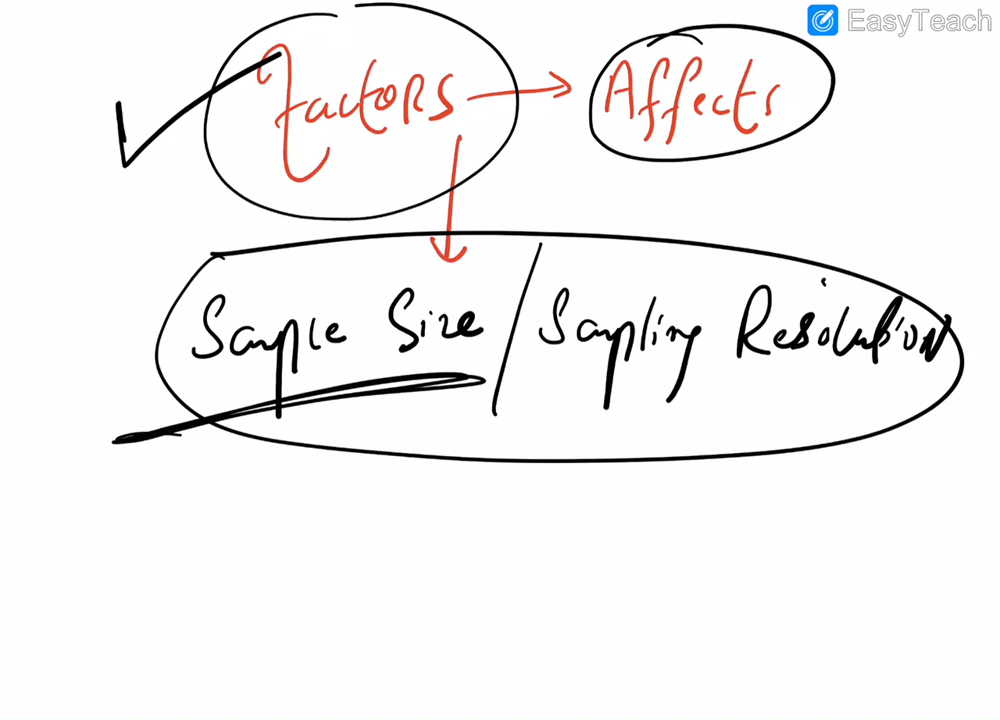 EasyTeach
Factors → Affects
Sample Size / Sampling Resolution